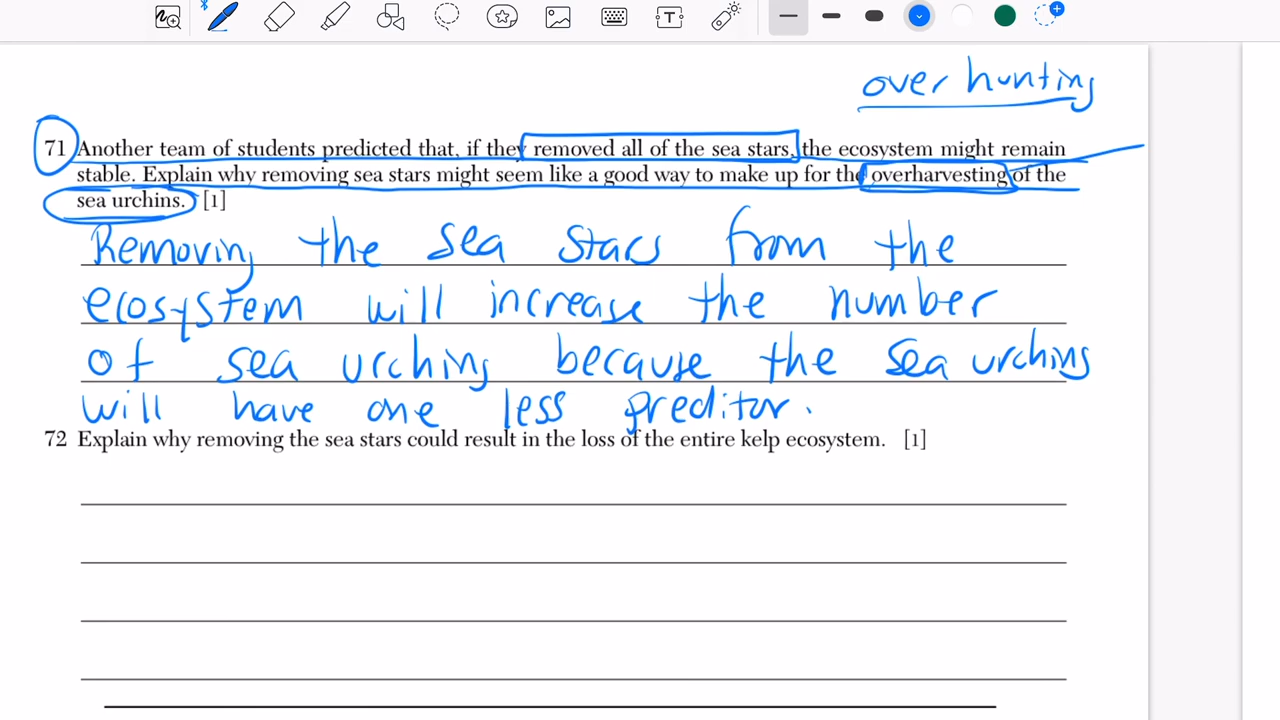 over hunting
71 Another team of students predicted that, if they removed all of the sea stars, the ecosystem might remain
stable. Explain why removing sea stars might seem like a good way to make up for the overharvesting of the
sea urchins. [1]
Removing the sea stars from the
ecosystem will increase the number
of sea urching because the sea urchins
will have one less preditor.
72 Explain why removing the sea stars could result in the loss of the entire kelp ecosystem. [1]